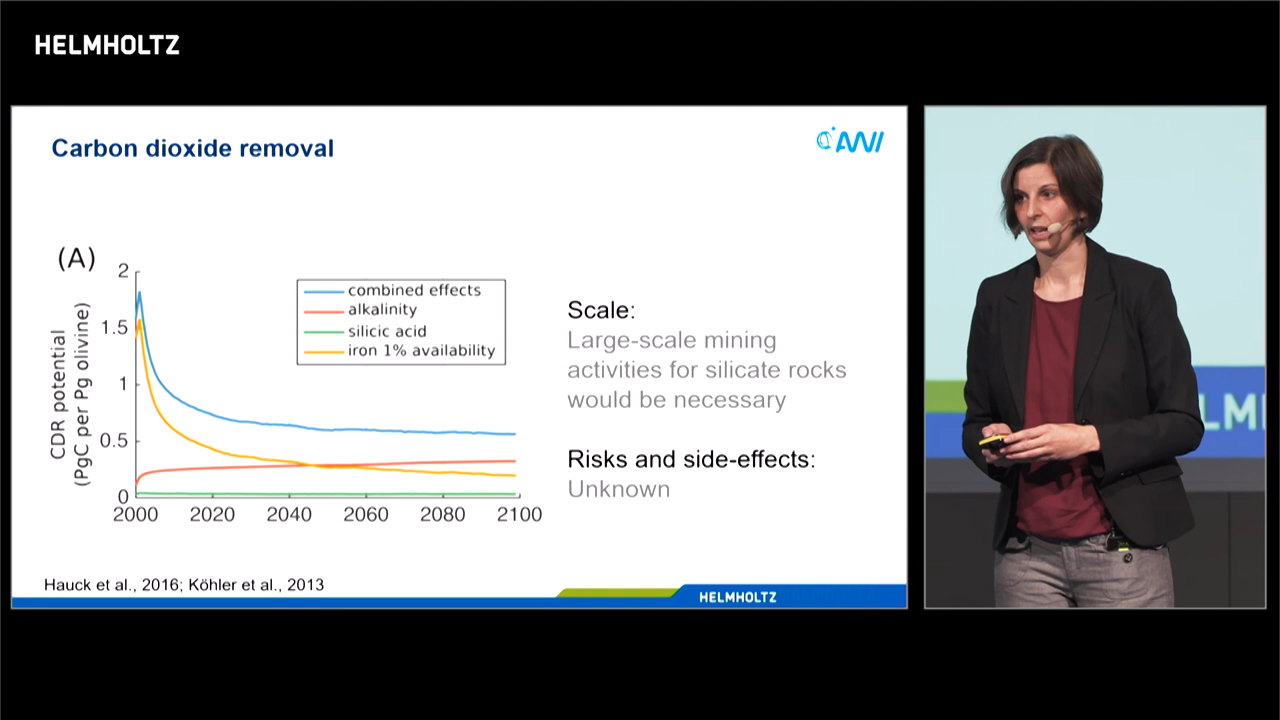 HELMHOLTZ
Carbon dioxide removal
AWI
(A)
CDR potential
(PgC per Pg olivine)
2
1.5
1
0.5
0
2000 2020 2040 2060 2080 2100
combined effects
alkalinity
silicic acid
iron 1% availability
Scale:
Large-scale mining
activities for silicate rocks
would be necessary
Risks and side-effects:
Unknown
Hauck et al., 2016; Köhler et al., 2013
HELMHOLTZ
ELM